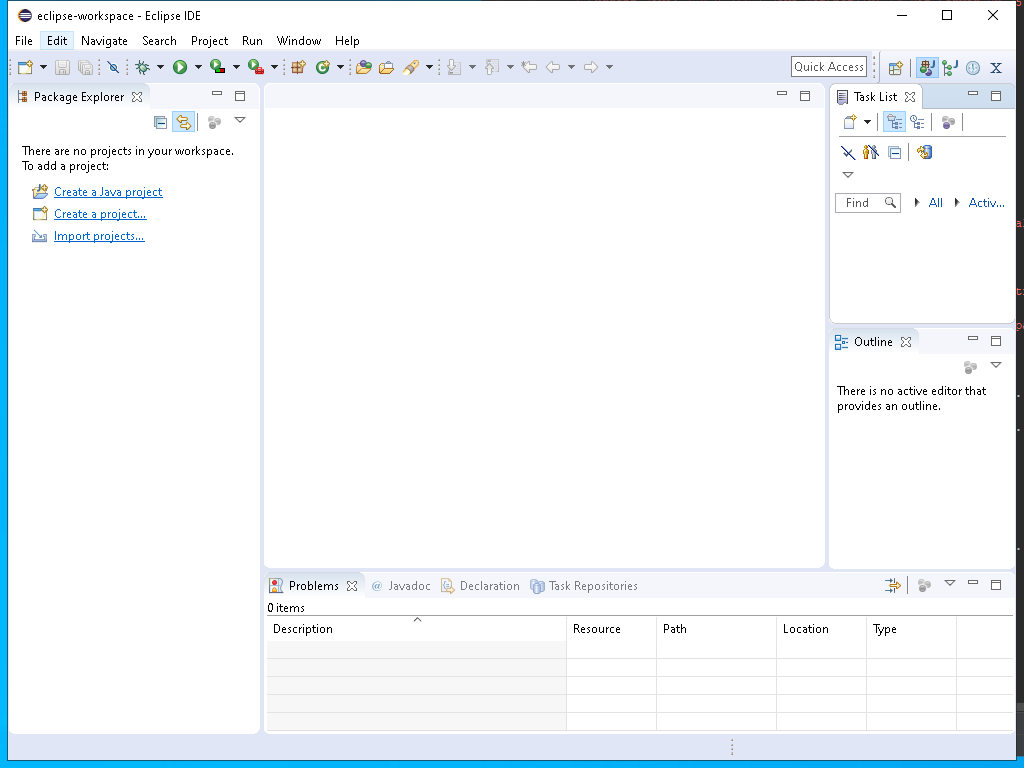 eclipse-workspace - Eclipse IDE
File Edit Navigate Search Project Run Window Help
Quick Access
Package Explorer
There are no projects in your workspace.
To add a project:
Create a Java project
Create a project...
Import projects...
Task List
Find All Activ...
Outline
There is no active editor that
provides an outline.
Problems @ Javadoc Declaration Task Repositories
0 items
Description Resource Path Location Type